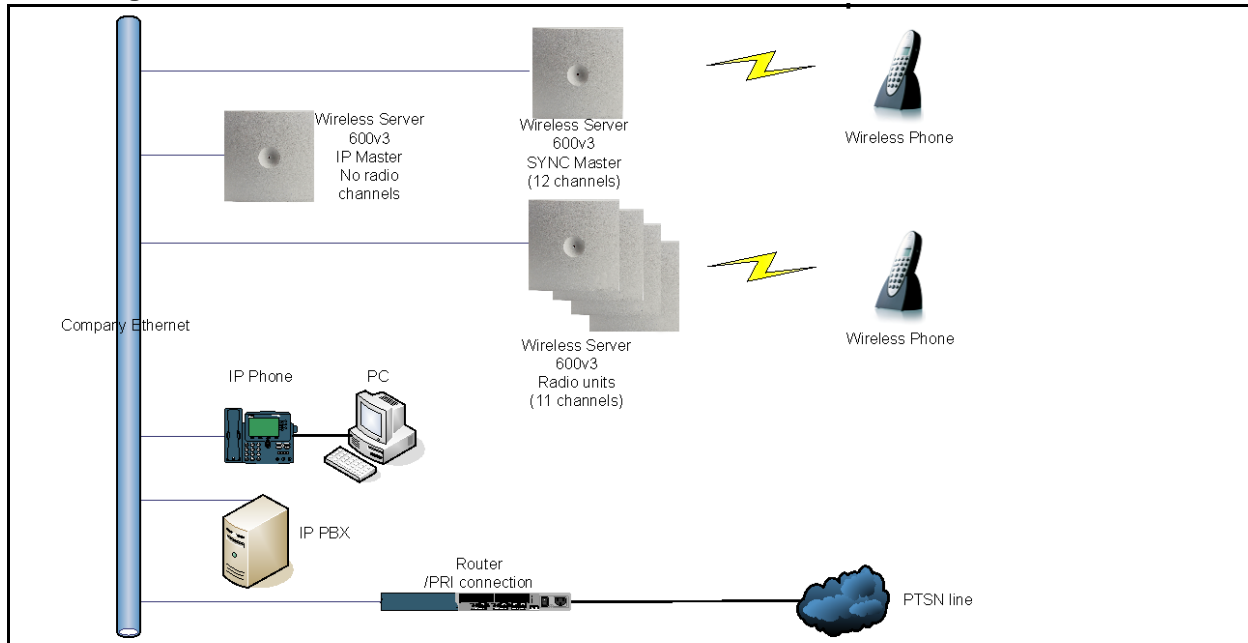 Wireless Server
600v3
IP Master
No radio
channels
Wireless Server
600v3
SYNC Master
(12 channels)
Wireless Phone
Wireless Server
600v3
Radio units
(11 channels)
Wireless Phone
Company Ethernet
IP Phone
PC
IP PBX
Router
/PRI connection
PTSN line